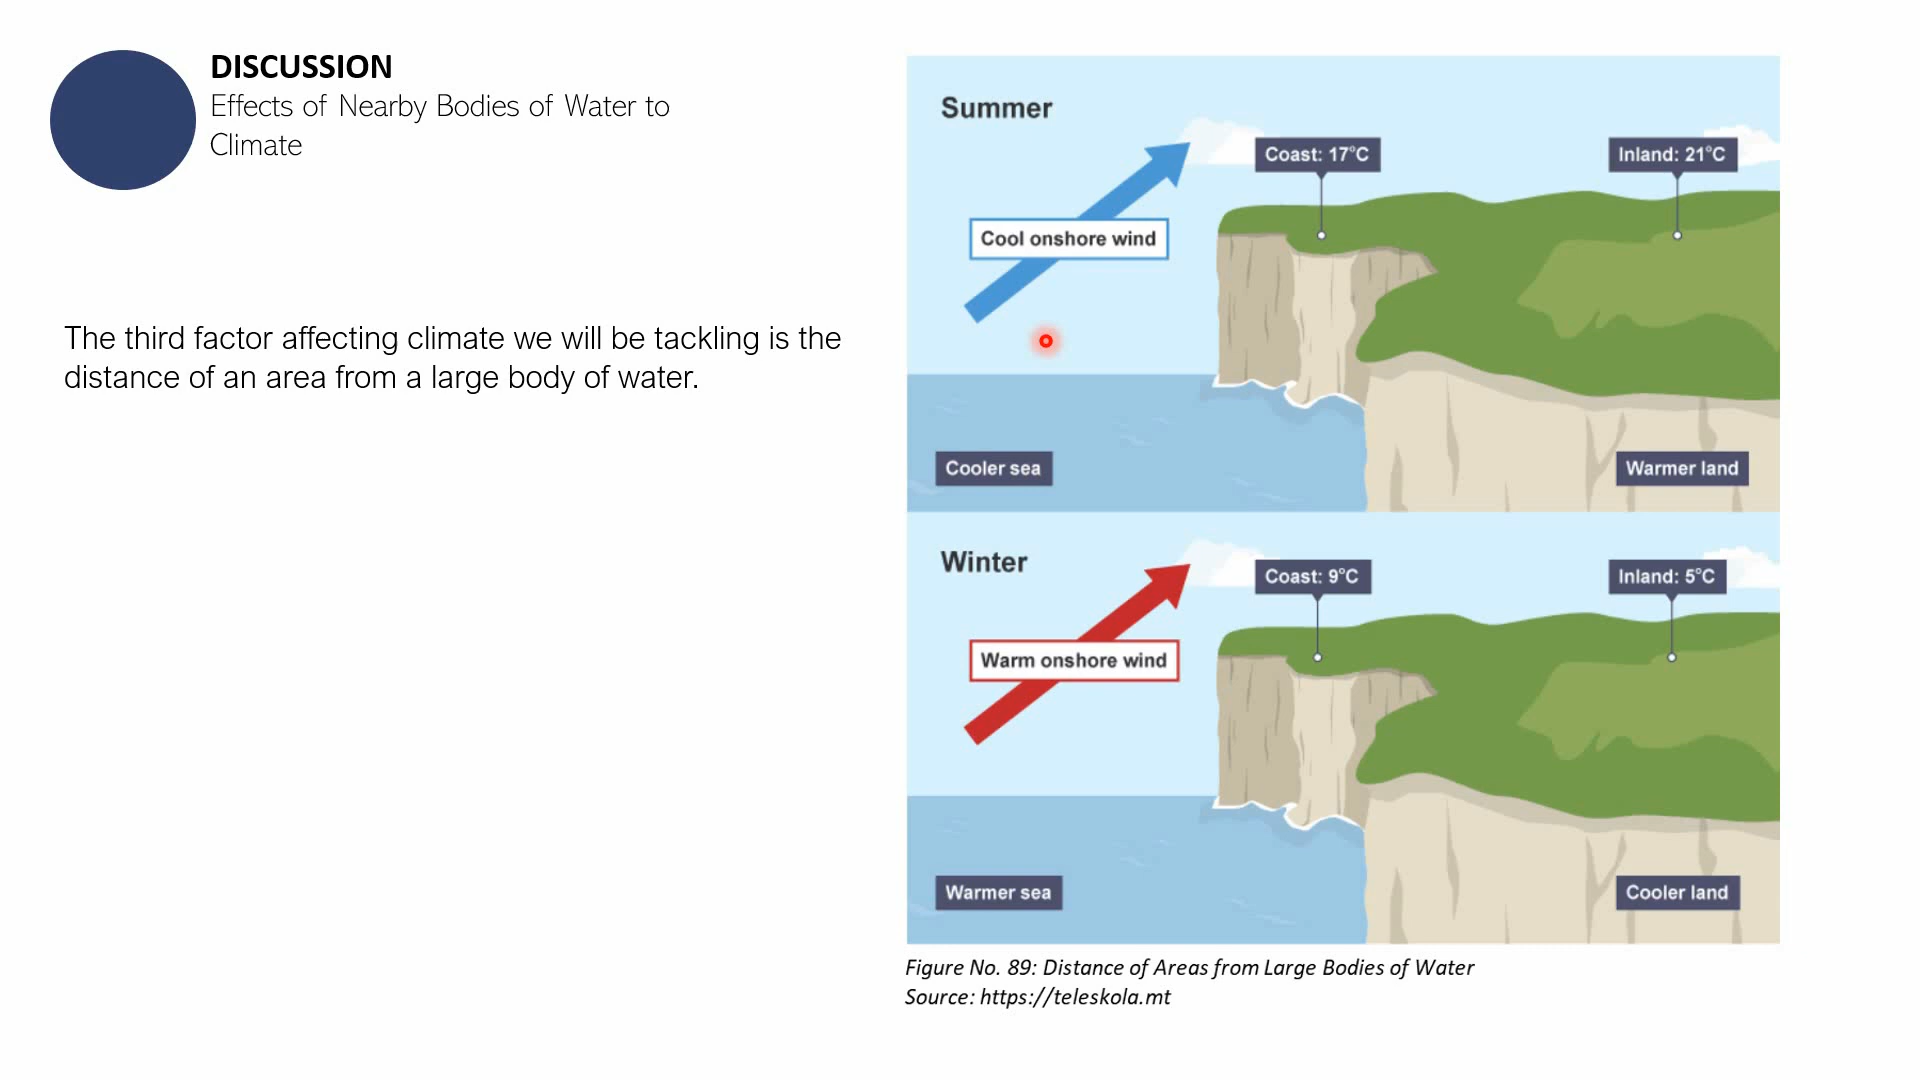 DISCUSSION
Effects of Nearby Bodies of Water to
Climate
The third factor affecting climate we will be tackling is the
distance of an area from a large body of water.
Summer
Coast: 17°C
Inland: 21°C
Cool onshore wind
Cooler sea
Warmer land
Winter
Coast: 9°C
Inland: 5°C
Warm onshore wind
Warmer sea
Cooler land
Figure No. 89: Distance of Areas from Large Bodies of Water
Source: https://teleskola.mt